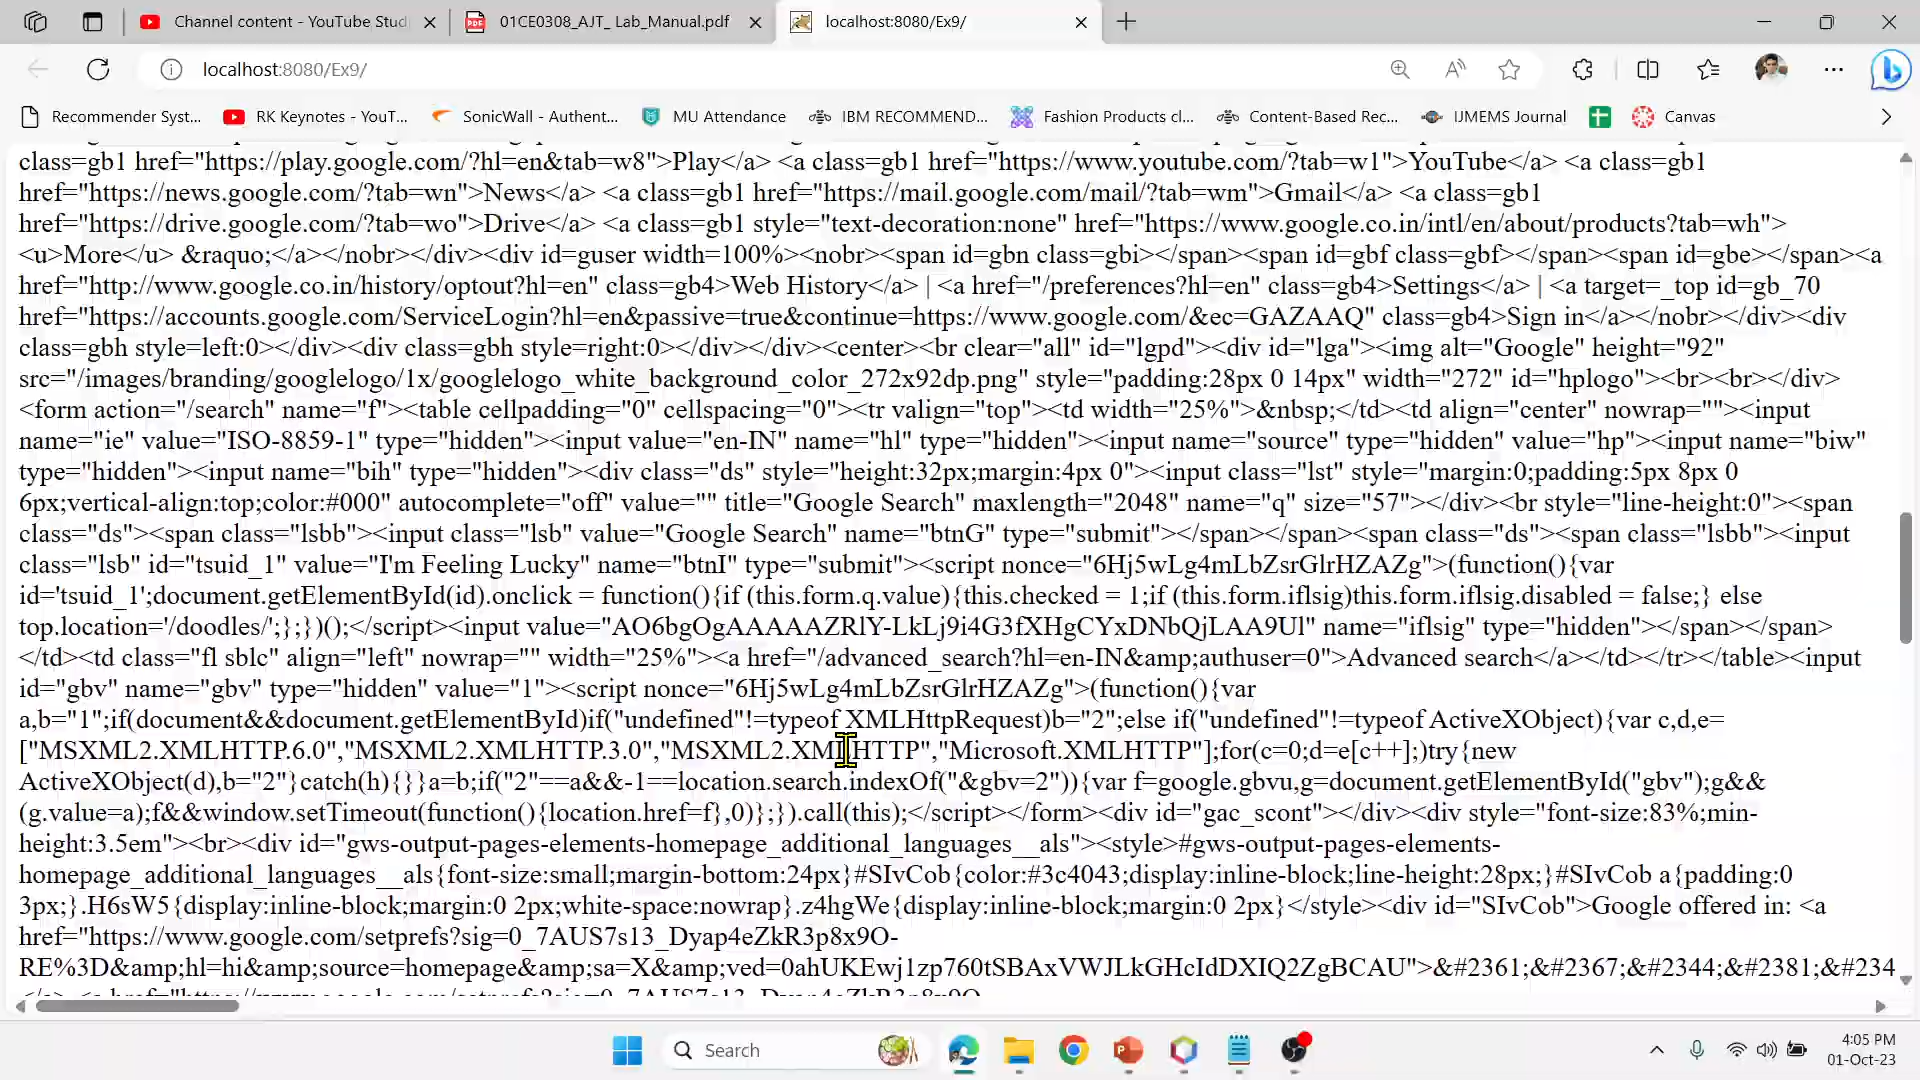 Channel content - YouTube Stud
01CE0308_AJT_ Lab_Manual.pdf
localhost:8080/Ex9/
localhost:8080/Ex9/
Recommender Syst...
RK Keynotes - YouT...
SonicWall - Authent...
MU Attendance
IBM RECOMMEND...
Fashion Products cl...
Content-Based Rec...
IJMEMS Journal
Canvas
class=gb1 href="https://play.google.com/?hl=en&tab=w8">Play</a> <a class=gb1 href="https://www.youtube.com/?tab=w1">YouTube</a> <a class=gb1
href="https://news.google.com/?tab=wn">News</a> <a class=gb1 href="https://mail.google.com/mail/?tab=wm">Gmail</a> <a class=gb1
href="https://drive.google.com/?tab=wo">Drive</a> <a class=gb1 style="text-decoration:none" href="https://www.google.co.in/intl/en/about/products?tab=wh">
<u>More</u> &raquo;</a></nobr></div><div id=guser width=100%><nobr><span id=gbn class=gbi></span><span id=gbf class=gbf></span><span id=gbe></span><a
href="http://www.google.co.in/history/optout?hl=en" class=gb4>Web History</a> | <a href="/preferences?hl=en" class=gb4>Settings</a> | <a target=_top id=gb_70
href="https://accounts.google.com/ServiceLogin?hl=en&passive=true&continue=https://www.google.com/&ec=GAZAAQ" class=gb4>Sign in</a></nobr></div><div
class=gbh style=left:0></div><div class=gbh style=right:0></div></div><center><br clear="all" id="lgpd"><div id="lga"><img alt="Google" height="92"
src="/images/branding/googlelogo/1x/googlelogo_white_background_color_272x92dp.png" style="padding:28px 0 14px" width="272" id="hplogo"><br><br></div>
<form action="/search" name="f"><table cellpadding="0" cellspacing="0"><tr valign="top"><td width="25%">&nbsp;</td><td align="center" nowrap=""><input
name="ie" value="ISO-8859-1" type="hidden"><input value="en-IN" name="hl" type="hidden"><input name="source" type="hidden" value="hp"><input name="biw"
type="hidden"><input name="bih" type="hidden"><div class="ds" style="height:32px;margin:4px 0"><input class="lst" style="margin:0;padding:5px 8px 0
6px;vertical-align:top;color:#000" autocomplete="off" value="" title="Google Search" maxlength="2048" name="q" size="57"></div><br style="line-height:0"><span
class="ds"><span class="lsbb"><input class="lsb" value="Google Search" name="btnG" type="submit"></span></span><span class="ds"><span class="lsbb"><input
class="lsb" id="tsuid_1" value="I'm Feeling Lucky" name="btnI" type="submit"><script nonce="6Hj5wLg4mLbZsrGlrHZAZg">(function(){var
id='tsuid_1';document.getElementById(id).onclick = function(){if (this.form.q.value){this.checked = 1;if (this.form.iflsig)this.form.iflsig.disabled = false;} else
top.location='/doodles/';};})();</script><input value="AO6bgOgAAAAAZRlY-LkLj9i4G3fXHgCYxDNbQjLAA9Ul" name="iflsig" type="hidden"></span></span>
</td><td class="fl sblc" align="left" nowrap="" width="25%"><a href="/advanced_search?hl=en-IN&amp;authuser=0">Advanced search</a></td></tr></table><input
id="gbv" name="gbv" type="hidden" value="1"><script nonce="6Hj5wLg4mLbZsrGlrHZAZg">(function(){var
a,b="1";if(document&&document.getElementById)if("undefined"!=typeof XMLHttpRequest)b="2";else if("undefined"!=typeof ActiveXObject){var c,d,e=
["MSXML2.XMLHTTP.6.0","MSXML2.XMLHTTP.3.0","MSXML2.XMLHTTP","Microsoft.XMLHTTP"];for(c=0;d=e[c++];)try{new
ActiveXObject(d),b="2"}catch(h){}}a=b;if("2"==a&&-1==location.search.indexOf("&gbv=2")){var f=google.gbvu,g=document.getElementById("gbv");g&&
(g.value=a);f&&window.setTimeout(function(){location.href=f},0)};}).call(this);</script></form><div id="gac_scont"></div><div style="font-size:83%;min-
height:3.5em"><br><div id="gws-output-pages-elements-homepage_additional_languages__als"><style>#gws-output-pages-elements-
homepage_additional_languages__als{font-size:small;margin-bottom:24px}#SIvCob{color:#3c4043;display:inline-block;line-height:28px;}#SIvCob a{padding:0
3px;}.H6sW5{display:inline-block;margin:0 2px;white-space:nowrap}.z4hgWe{display:inline-block;margin:0 2px}</style><div id="SIvCob">Google offered in: <a
href="https://www.google.com/setprefs?sig=0_7AUS7s13_Dyap4eZkR3p8x9O-
RE%3D&amp;hl=hi&amp;source=homepage&amp;sa=X&amp;ved=0ahUKEwj1zp760tSBAxVWJLkGHcIdDXIQ2ZgBCAU">&#2361;&#2367;&#2344;&#2381;&#234
Search
4:05 PM
01-Oct-23